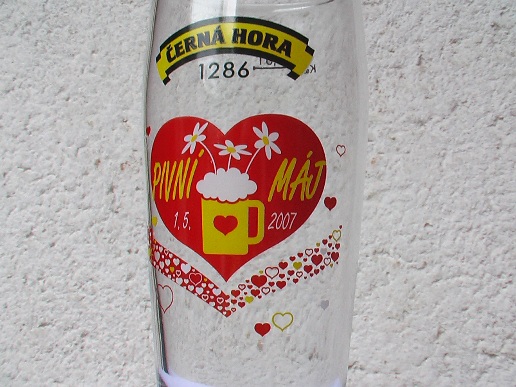 ČERNÁ HORA
1286
PIVNÍ MÁJ
1.5. 2007